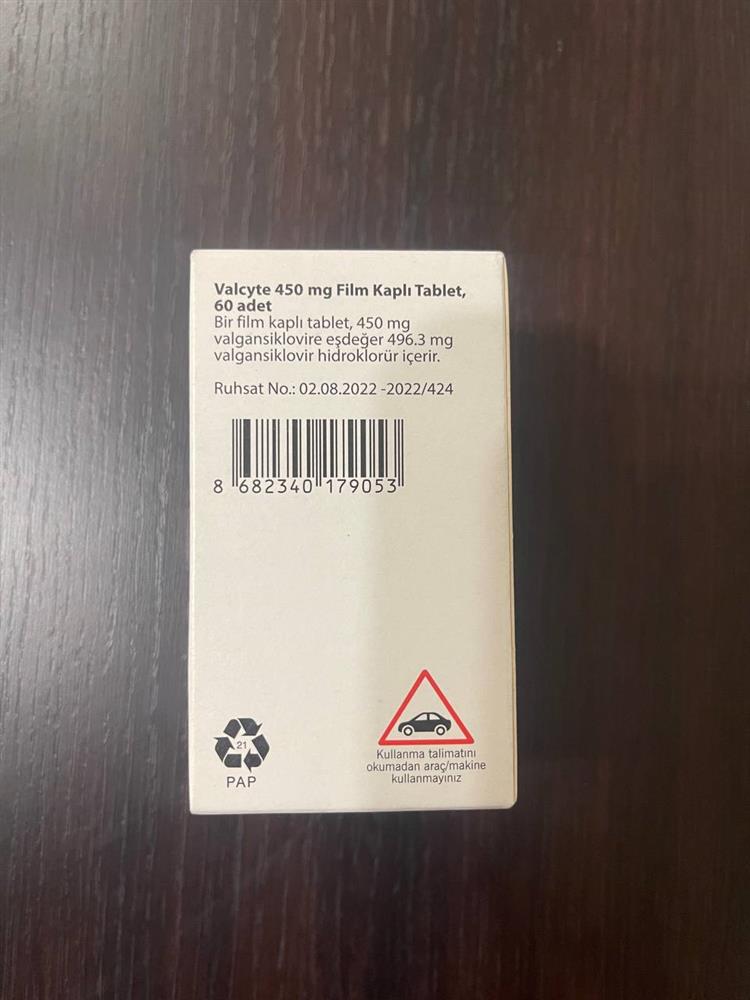 Valcyte 450 mg Film Kaplı Tablet,
60 adet
Bir film kaplı tablet, 450 mg
valgansiklovire eşdeğer 496.3 mg
valgansiklovir hidroklorür içerir.
Ruhsat No.: 02.08.2022 -2022/424
8 682340 179053
21
PAP
Kullanma talimatını
okumadan araç/makine
kullanmayınız